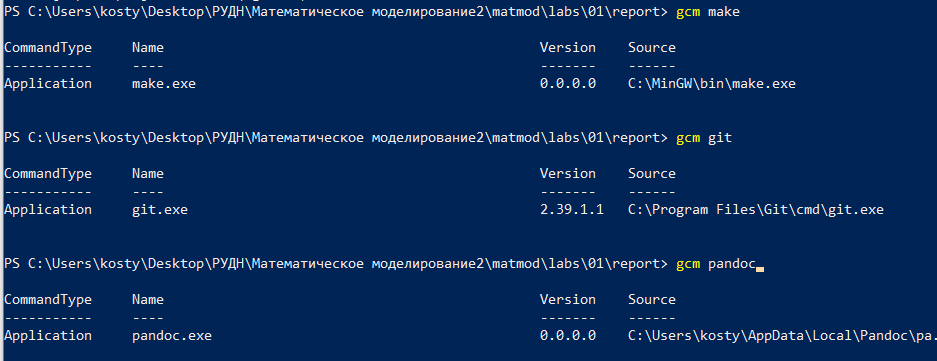 PS C:\Users\kosty\Desktop\РУДН\Математическое моделирование2\matmod\labs\01\report> gcm make
CommandType Name Version Source
----------- ---- ------- ------
Application make.exe 0.0.0.0 C:\MinGW\bin\make.exe
PS C:\Users\kosty\Desktop\РУДН\Математическое моделирование2\matmod\labs\01\report> gcm git
CommandType Name Version Source
----------- ---- ------- ------
Application git.exe 2.39.1.1 C:\Program Files\Git\cmd\git.exe
PS C:\Users\kosty\Desktop\РУДН\Математическое моделирование2\matmod\labs\01\report> gcm pandoc
CommandType Name Version Source
----------- ---- ------- ------
Application pandoc.exe 0.0.0.0 C:\Users\kosty\AppData\Local\Pandoc\pa.